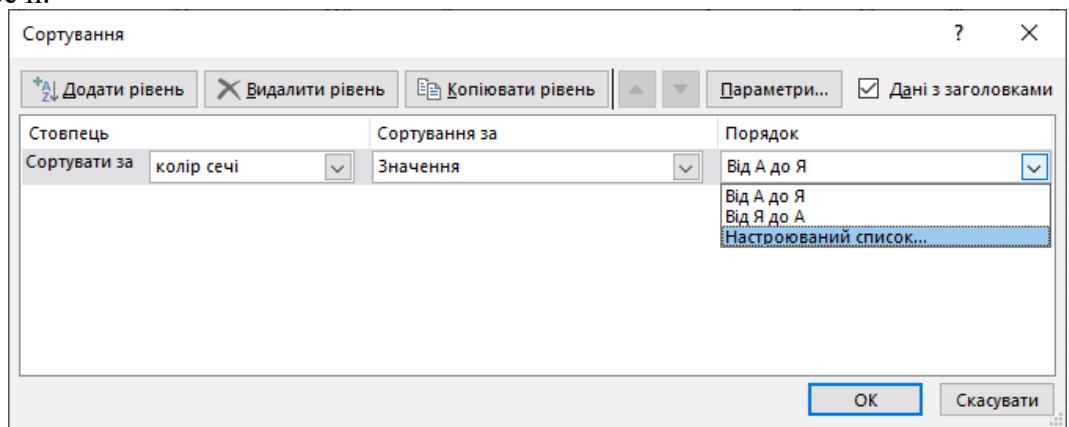 Сортування ?
Додати рівень Видалити рівень Копіювати рівень Параметри... Дані з заголовками
Стовпець Сортування за Порядок
Сортувати за колір сечі Значення Від А до Я
Від А до Я
Від Я до А
Настроюваний список...
ОК Скасувати